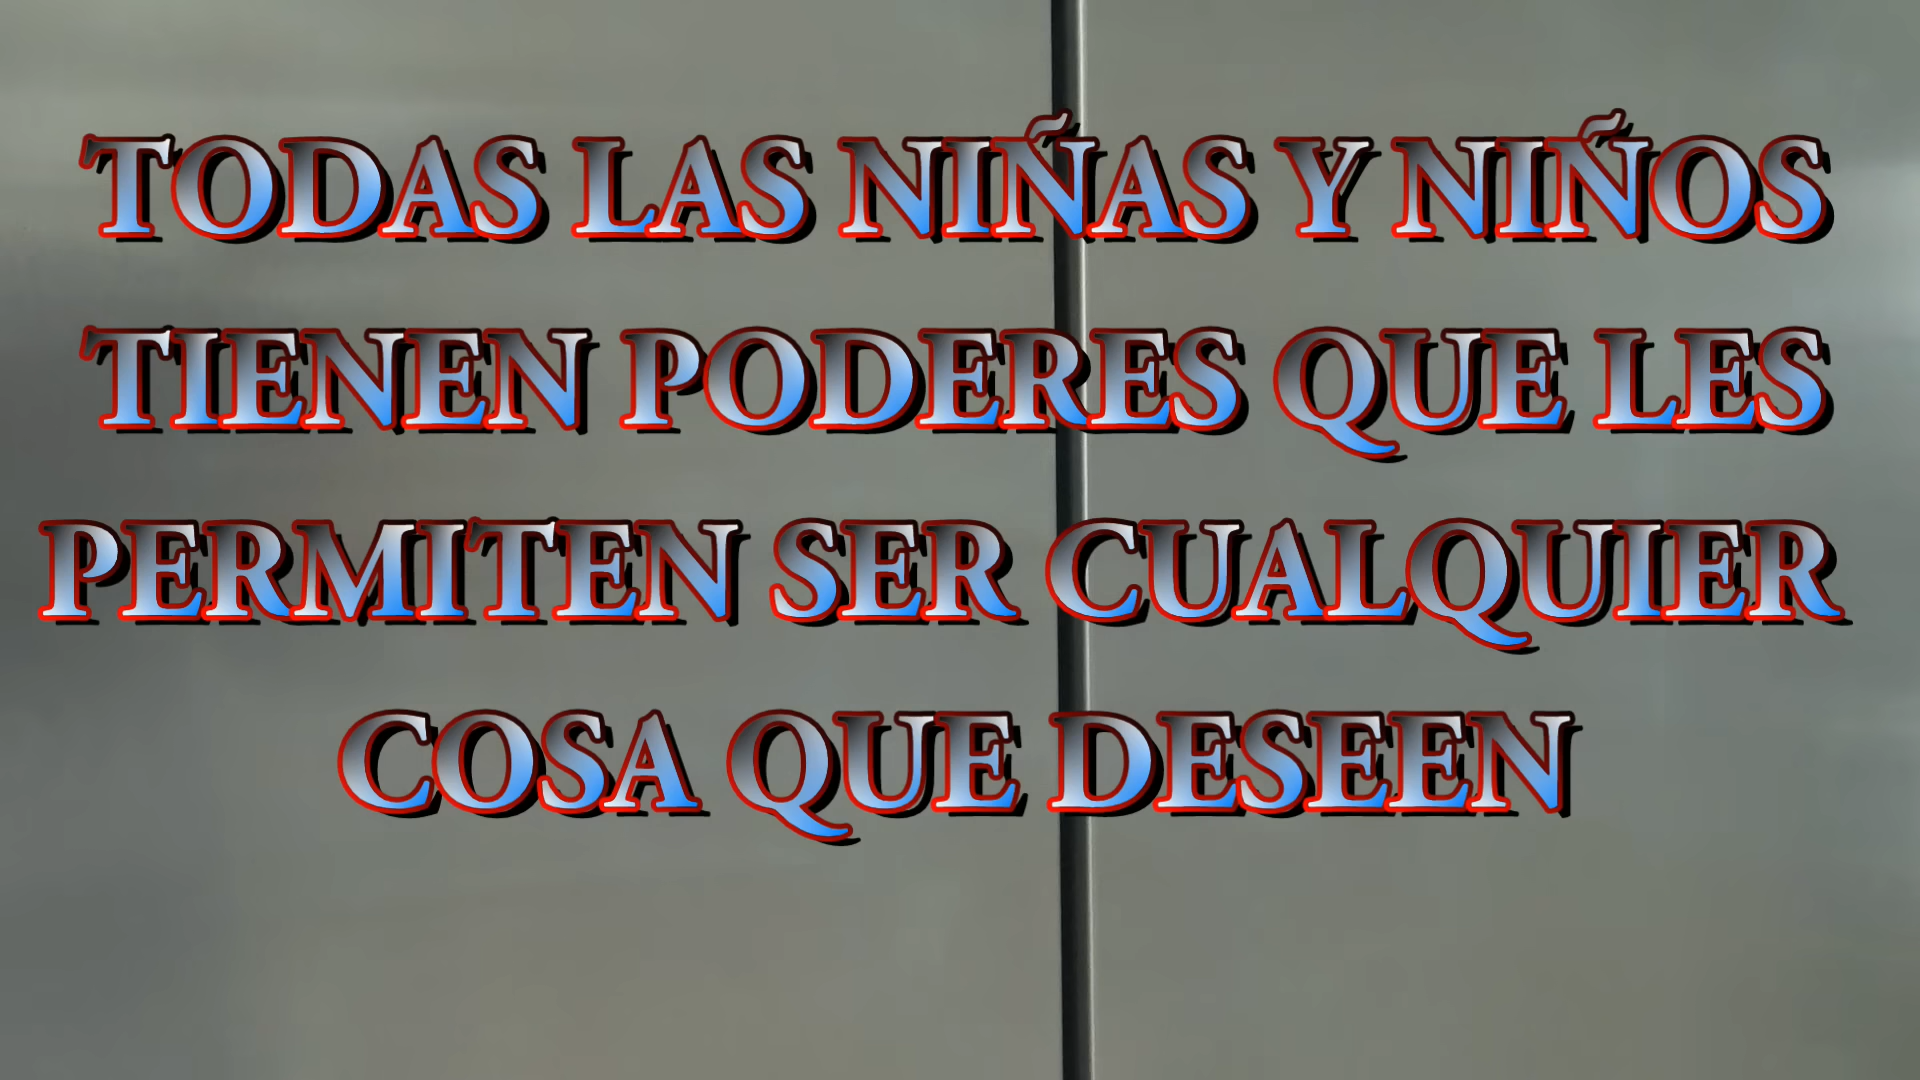 TODAS LAS NIÑAS Y NIÑOS
TIENEN PODERES QUE LES
PERMITEN SER CUALQUIER
COSA QUE DESEEN